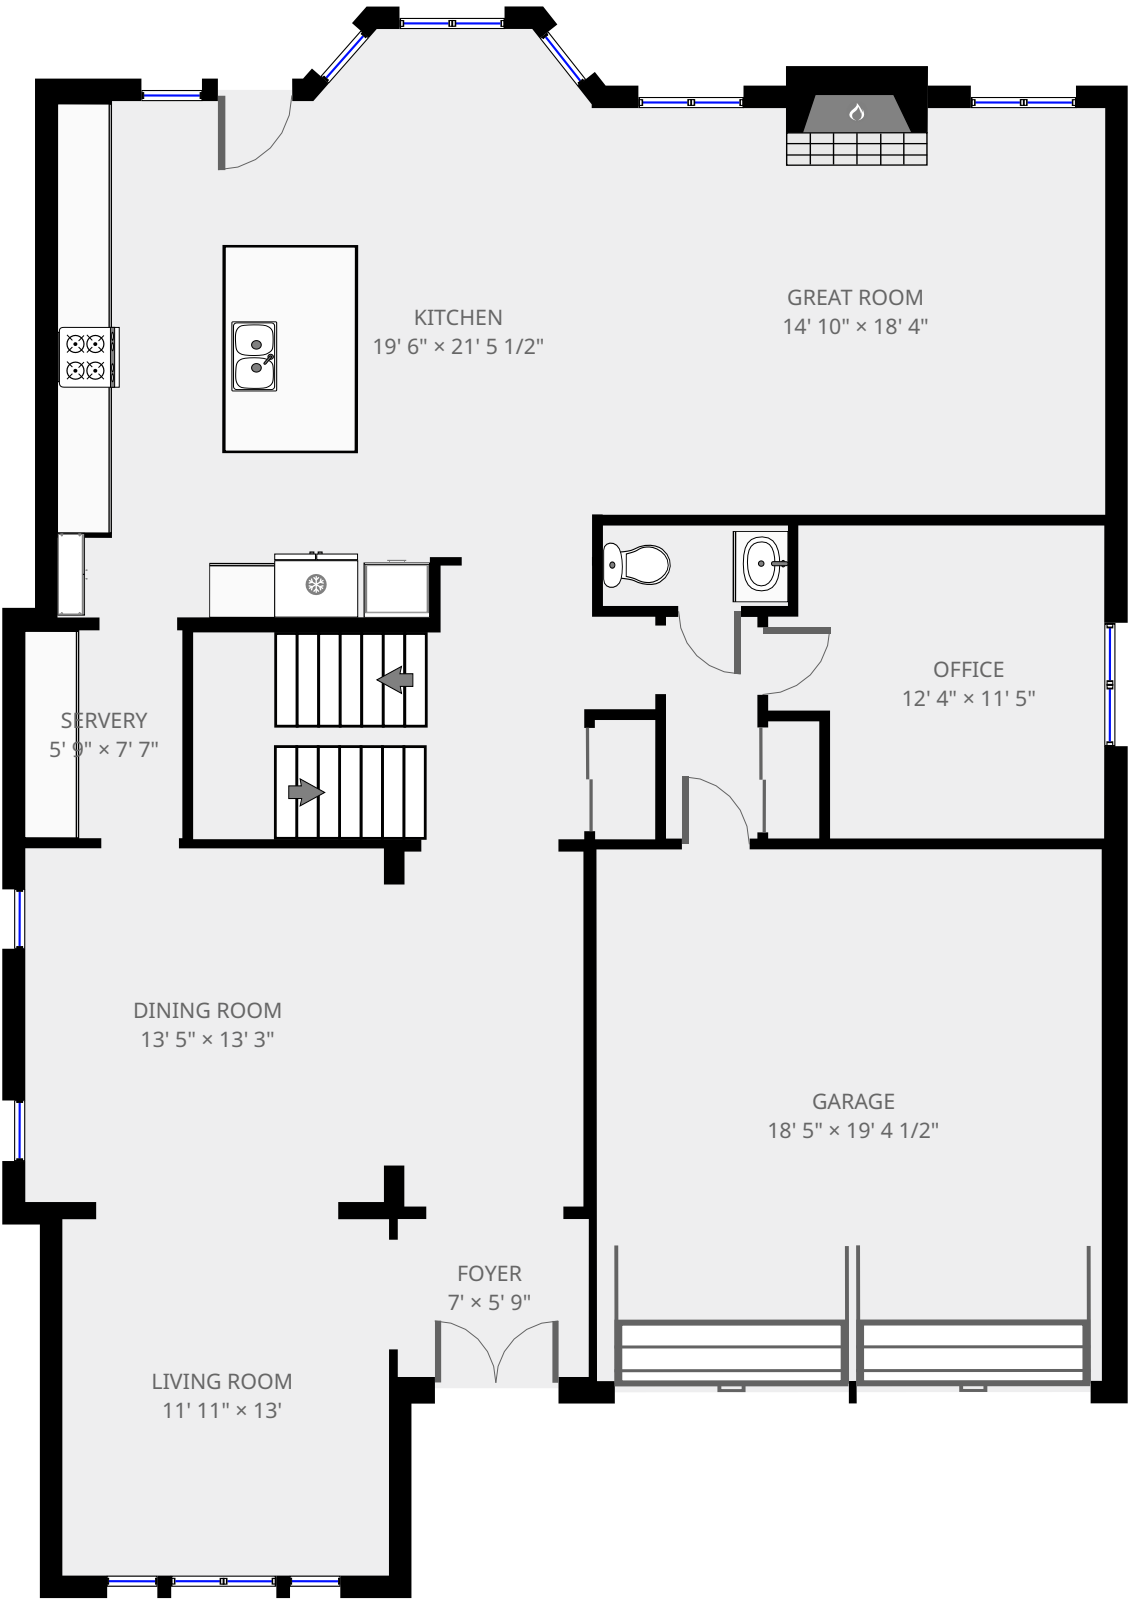 KITCHEN
19' 6" × 21' 5 1/2"
GREAT ROOM
14' 10" × 18' 4"
OFFICE
12' 4" × 11' 5"
SERVERY
5' 9" × 7' 7"
DINING ROOM
13' 5" × 13' 3"
GARAGE
18' 5" × 19' 4 1/2"
FOYER
7' × 5' 9"
LIVING ROOM
11' 11" × 13'